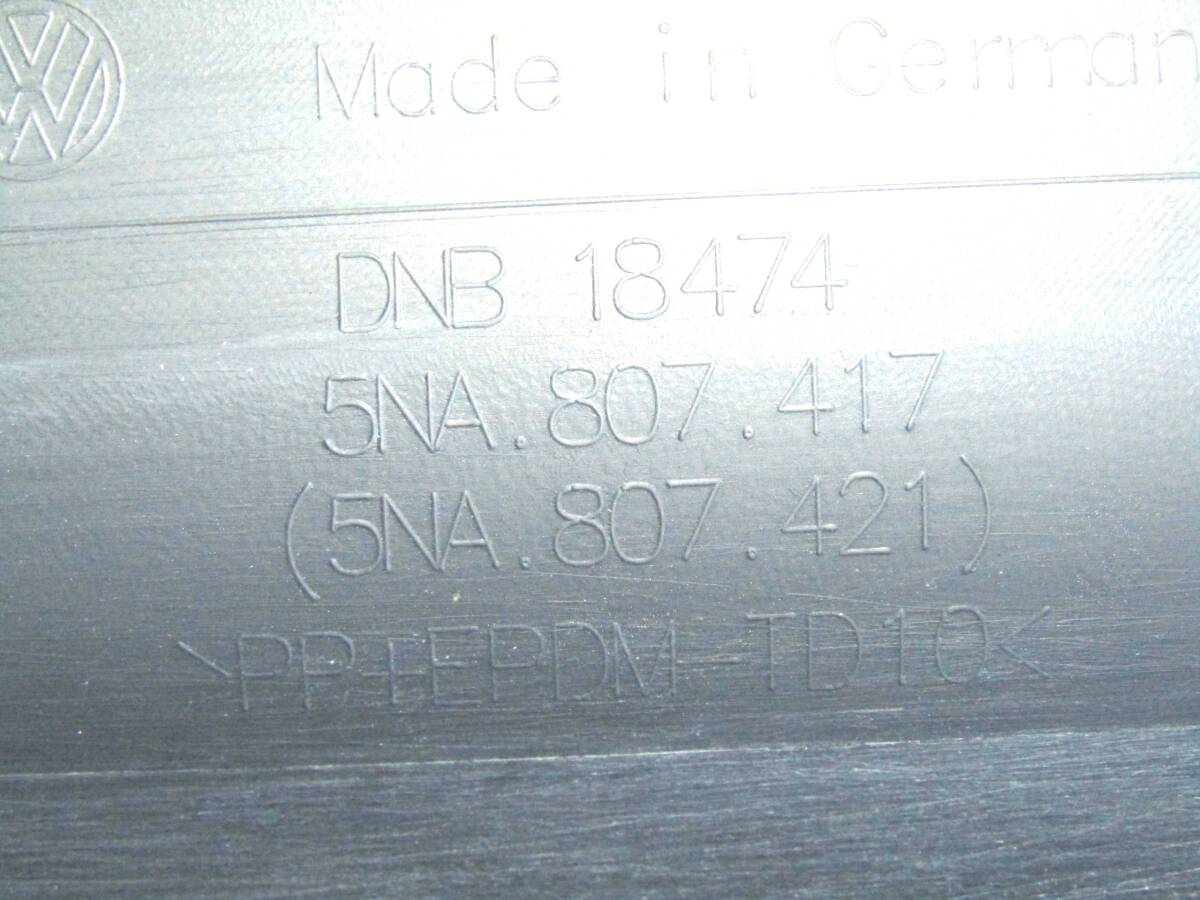 Made in German
DNB 18474
5NA.807.417
(5NA.807.421)
>PP+EPDM-TD10<